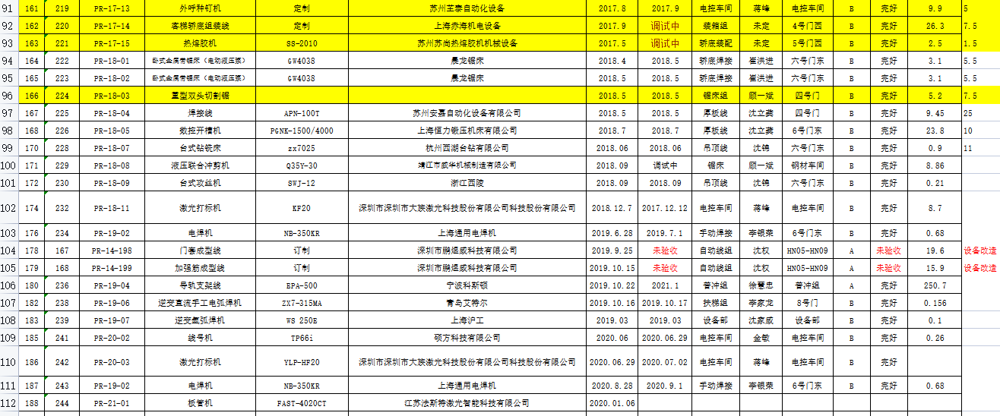 91 161 219 PR-17-13 外呼种钉机 定制 苏州芏泰自动化设备 2017.8 2017.9 电控车间 蒋峰 电控车间 B 完好 9.9 5
92 162 220 PR-17-14 客梯轿底组装线 定制 上海赤海机电设备 2017.9 调试中 装箱组 未定 4号门西 B 完好 26.3 7.5
93 163 221 PR-17-15 热熔胶机 SS-2010 苏州苏尚热熔胶机机械设备 2017.5 调试中 轿底装配 未定 5号门西 B 完好 2.5 1.5
94 164 222 PR-18-01 卧式金属带锯床（电动液压泵） GW4038 晨龙锯床 2018.4 2018.5 轿底焊接 崔洪进 六号门东 B 完好 3.1 5.5
95 165 223 PR-18-02 卧式金属带锯床（电动液压泵） GW4038 晨龙锯床 2018.5 2018.5 轿底焊接 崔洪进 六号门东 B 完好 3.1 5.5
96 166 224 PR-18-03 重型双头切割锯 2018.5 2018.5 锯床组 顾一斌 四号门 B 完好 5.2 7.5
97 167 225 PR-18-04 焊接线 APN-100T 苏州安嘉自动化设备有限公司 2018.5 2018.5 厚板线 沈立龚 四号门 B 完好 9.45 25
98 168 226 PR-18-05 数控开槽机 PGNK-1500/4000 上海恒力锻压机床有限公司 2018.7 2018.7 厚板线 沈立龚 6号门东 B 完好 23.8 10
99 170 228 PR-18-07 台式钻铣床 zx7025 杭州西湖台钻有限公司 2018.06 2018.06 吊顶线 沈锦 六号门东 B 完好 0.9 11
100 171 229 PR-18-08 液压联合冲剪机 Q35Y-30 靖江市威华机械制造有限公司 2018.09 调试中 锯床 顾一斌 钢材车间 B 完好 8.86
101 172 230 PR-18-09 台式攻丝机 SWJ-12 浙江西陵 2018.09 2018.09 吊顶线 沈锦 六号门东 B 完好 0.21
102 174 232 PR-18-11 激光打标机 KF20 深圳市深圳市大族激光科技股份有限公司科技股份有限公司 2018.12.7 2017.12.12 电控车间 蒋峰 电控车间 B 完好 8.7
103 176 234 PR-19-02 电焊机 NB-350KR 上海通用电焊机 2019.6.28 2019.7.1 手动焊接 李银荣 6号门东 B 完好 0.68
104 178 167 PR-14-198 门套成型线 订制 深圳市鹏煜威科技有限公司 2019.9.25 未验收 自动线组 沈权 HN05-HN09 A 未验收 19.6 设备改造
105 179 168 PR-14-199 加强筋成型线 订制 深圳市鹏煜威科技有限公司 2019.10.15 未验收 自动线组 沈权 HN05-HN09 A 未验收 15.9 设备改造
106 180 236 PR-19-04 导轨支架线 EPA-500 宁波科斯顿 2019.10.22 2021.1 普冲组 徐慧忠 普冲组 A 完好 250.7
107 182 238 PR-19-06 逆变直流手工电弧焊机 ZX7-315MA 青岛艾特尔 2019.10.16 2019.10.17 扶梯组 李家龙 8号门 B 完好 0.156
108 183 239 PR-19-07 逆变氩弧焊机 WS 250E 上海沪工 2019.03 2019.03 设备部 沈家威 设备部 B 完好 0.1
109 185 241 PR-20-02 线号机 TP66i 硕方科技有限公司 2020.06 2020.06.29 电控车间 金敏 电控车间 B 完好 0.26
110 186 242 PR-20-03 激光打标机 YLP-HF20 深圳市深圳市大族激光科技股份有限公司科技股份有限公司 2020.06.29 2020.07.02 电控车间 蒋峰 电控车间 B 完好
111 187 243 PR-19-02 电焊机 NB-350KR 上海通用电焊机 2020.8.28 2020.9.1 手动焊接 李银荣 6号门东 B 完好 0.68
112 188 244 PR-21-01 板管机 FAST-4020CT 江苏法斯特激光智能科技有限公司 2020.01.06